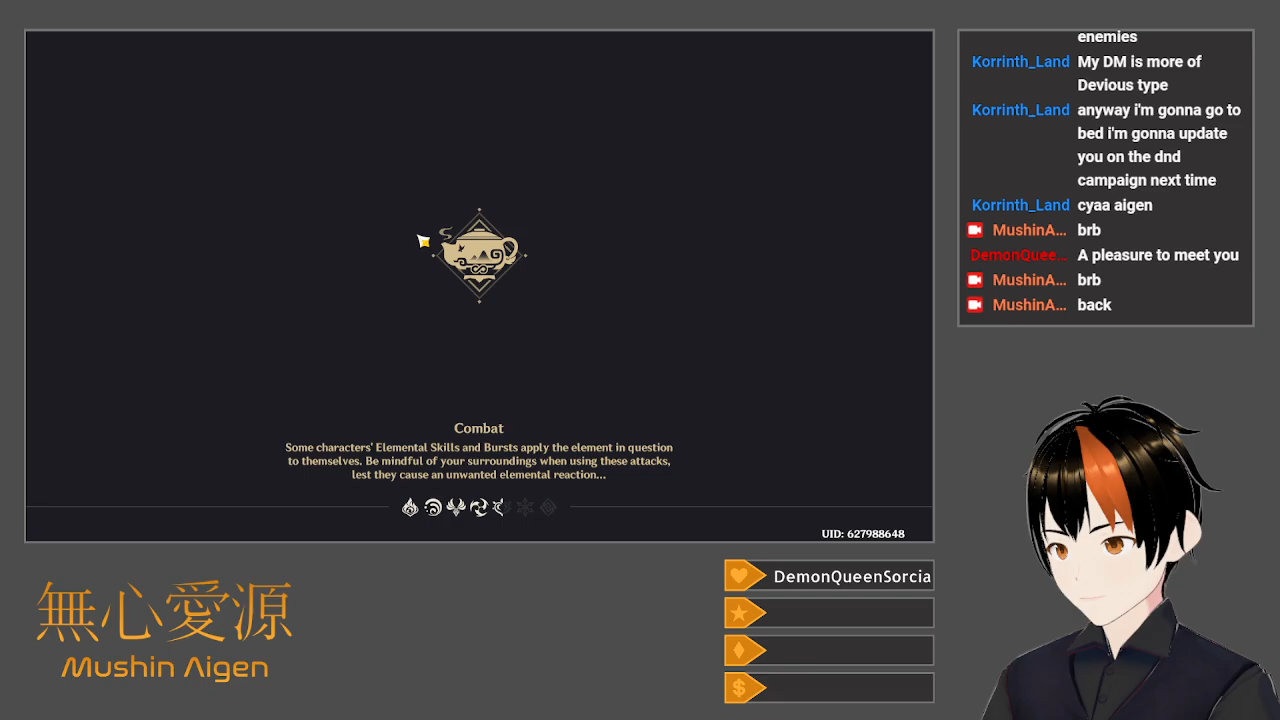 enemies
Korrinth_Land My DM is more of
Devious type
Korrinth_Land anyway i'm gonna go to
bed i'm gonna update
you on the dnd
campaign next time
Korrinth_Land cyaa aigen
MushinA... brb
DemonQuee... A pleasure to meet you
MushinA... brb
MushinA... back
Combat
Some characters' Elemental Skills and Bursts apply the element in question
to themselves. Be mindful of your surroundings when using these attacks,
lest they cause an unwanted elemental reaction...
UID: 627988648
DemonQueenSorcia
$
無心愛源
Mushin Aigen